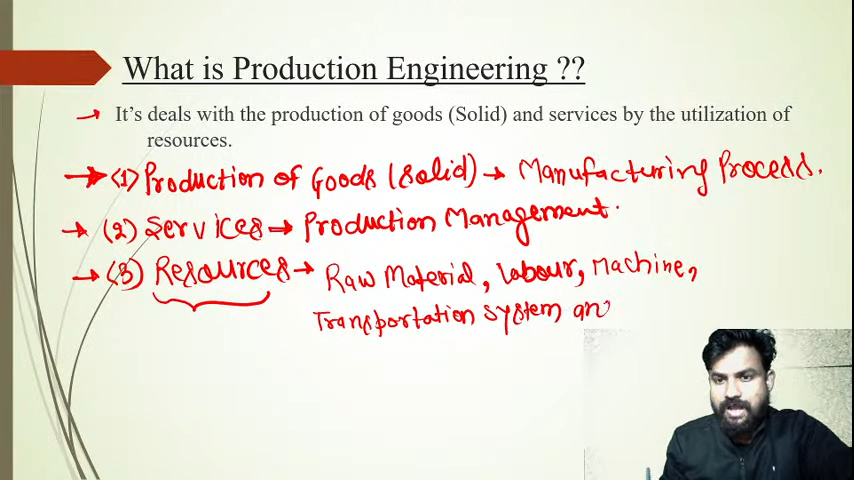 What is Production Engineering ??
It's deals with the production of goods (Solid) and services by the utilization of
resources.
(1) Production of Goods (solid) → Manufacturing Process.
(2) Services → Production Management.
(3) Resources → Raw Material, Labour, Machine,
Transportation system an